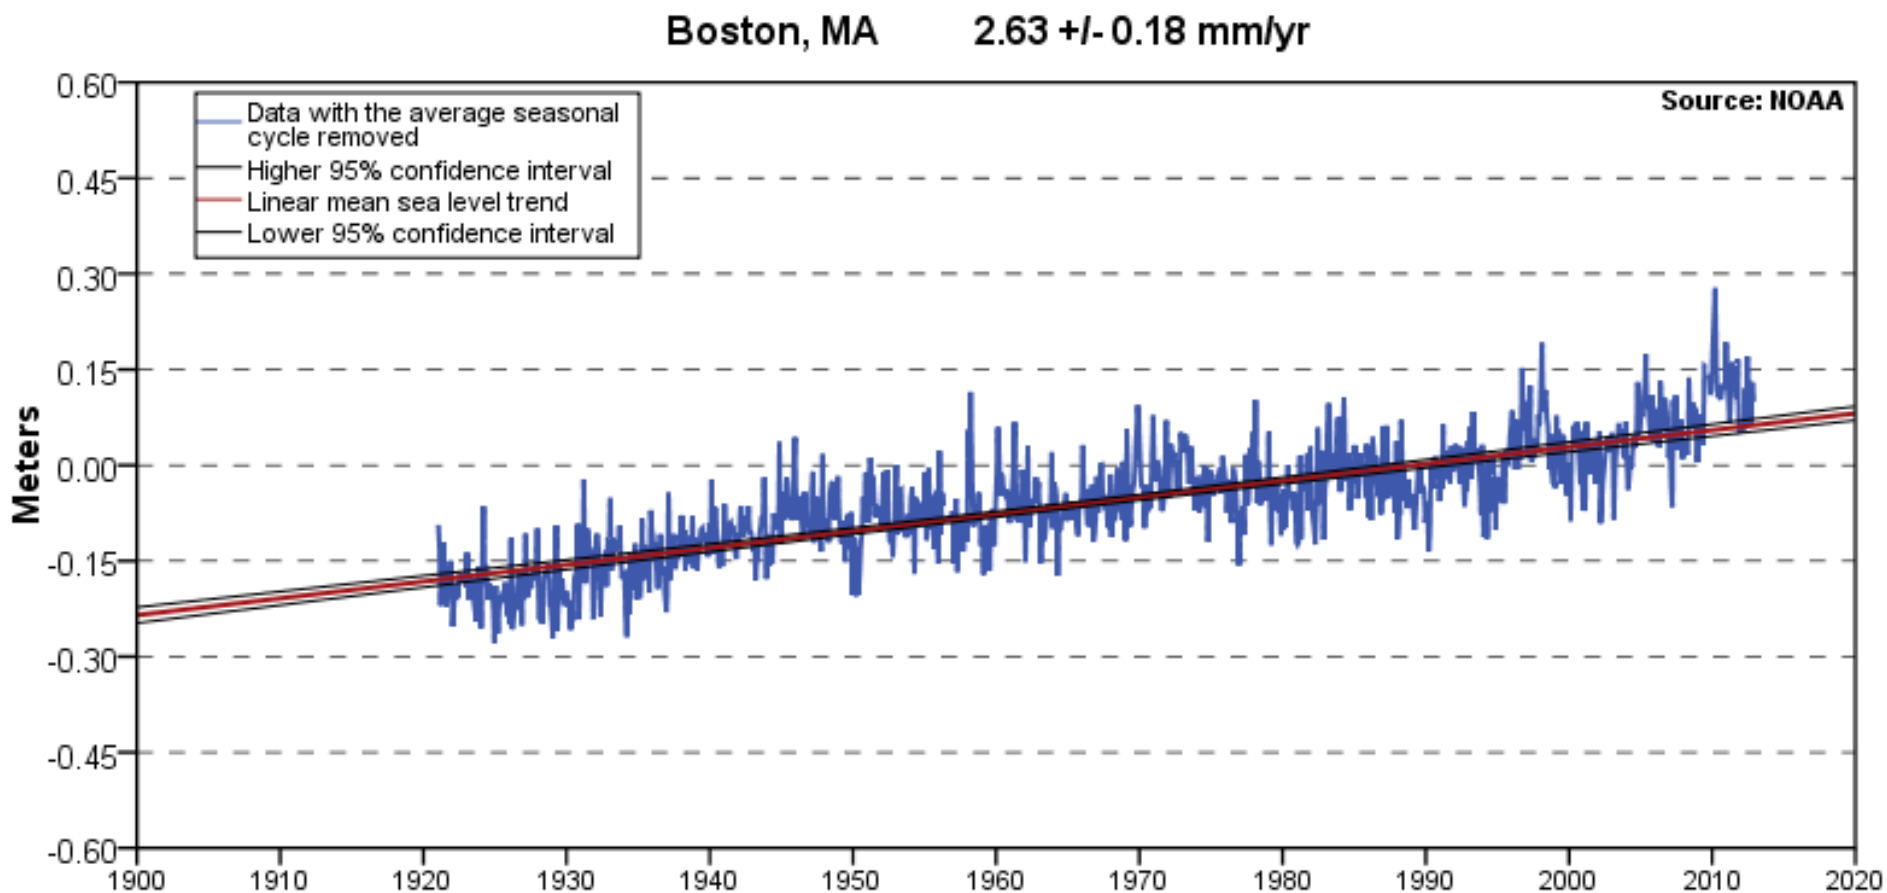 Boston, MA 2.63 +/- 0.18 mm/yr
Source: NOAA
Data with the average seasonal
cycle removed
Higher 95% confidence interval
Linear mean sea level trend
Lower 95% confidence interval
Meters
0.60
0.45
0.30
0.15
0.00
-0.15
-0.30
-0.45
-0.60
1900 1910 1920 1930 1940 1950 1960 1970 1980 1990 2000 2010 2020